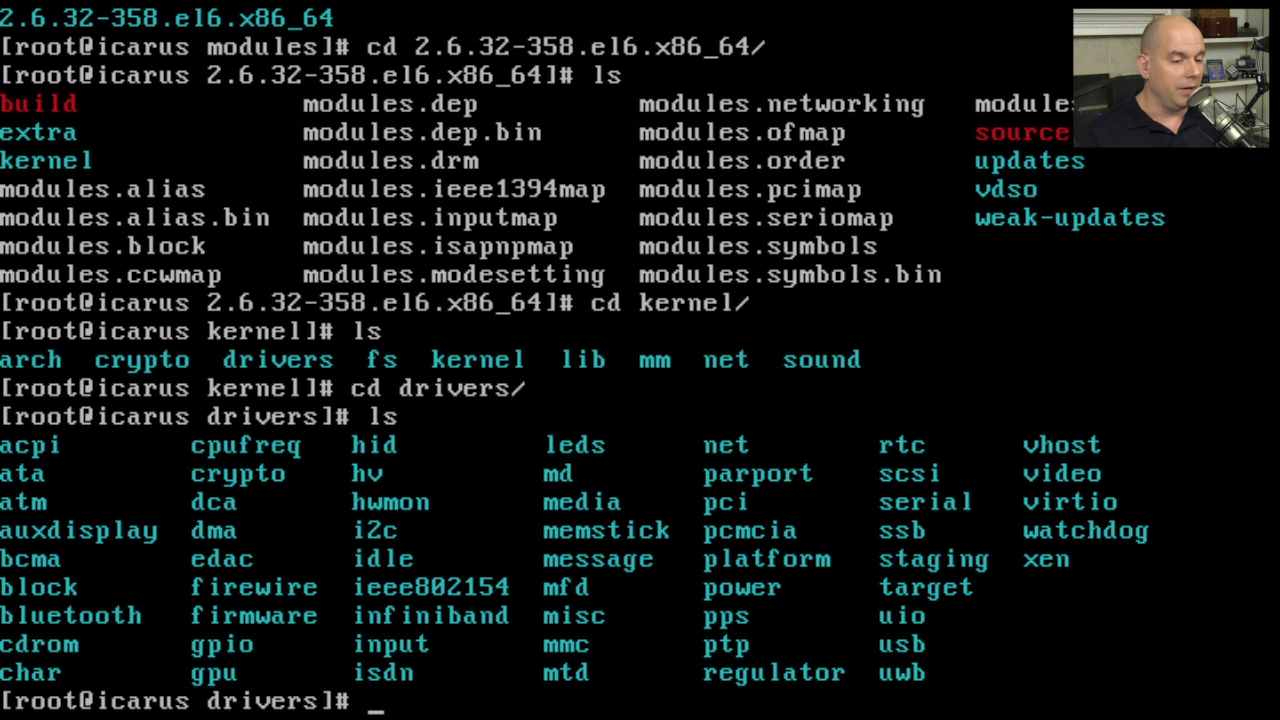 2.6.32-358.el6.x86_64
[root@icarus modules]# cd 2.6.32-358.el6.x86_64/
[root@icarus 2.6.32-358.el6.x86_64]# ls
build modules.dep modules.networking
extra modules.dep.bin modules.ofmap source
kernel modules.drm modules.order updates
modules.alias modules.ieee1394map modules.pcimap vdso
modules.alias.bin modules.inputmap modules.seriomap weak-updates
modules.block modules.isapnpmap modules.symbols
modules.ccwmap modules.modesetting modules.symbols.bin
[root@icarus 2.6.32-358.el6.x86_64]# cd kernel/
[root@icarus kernel]# ls
arch crypto drivers fs kernel lib mm net sound
[root@icarus kernel]# cd drivers/
[root@icarus drivers]# ls
acpi cpufreq hid leds net rtc vhost
ata crypto hv md parport scsi video
atm dca hwmon media pci serial virtio
auxdisplay dma i2c memstick pcmcia ssb watchdog
bcma edac idle message platform staging xen
block firewire ieee802154 mfd power target
bluetooth firmware infiniband misc pps uio
cdrom gpio input mmc ptp usb
char gpu isdn mtd regulator uwb
[root@icarus drivers]# _